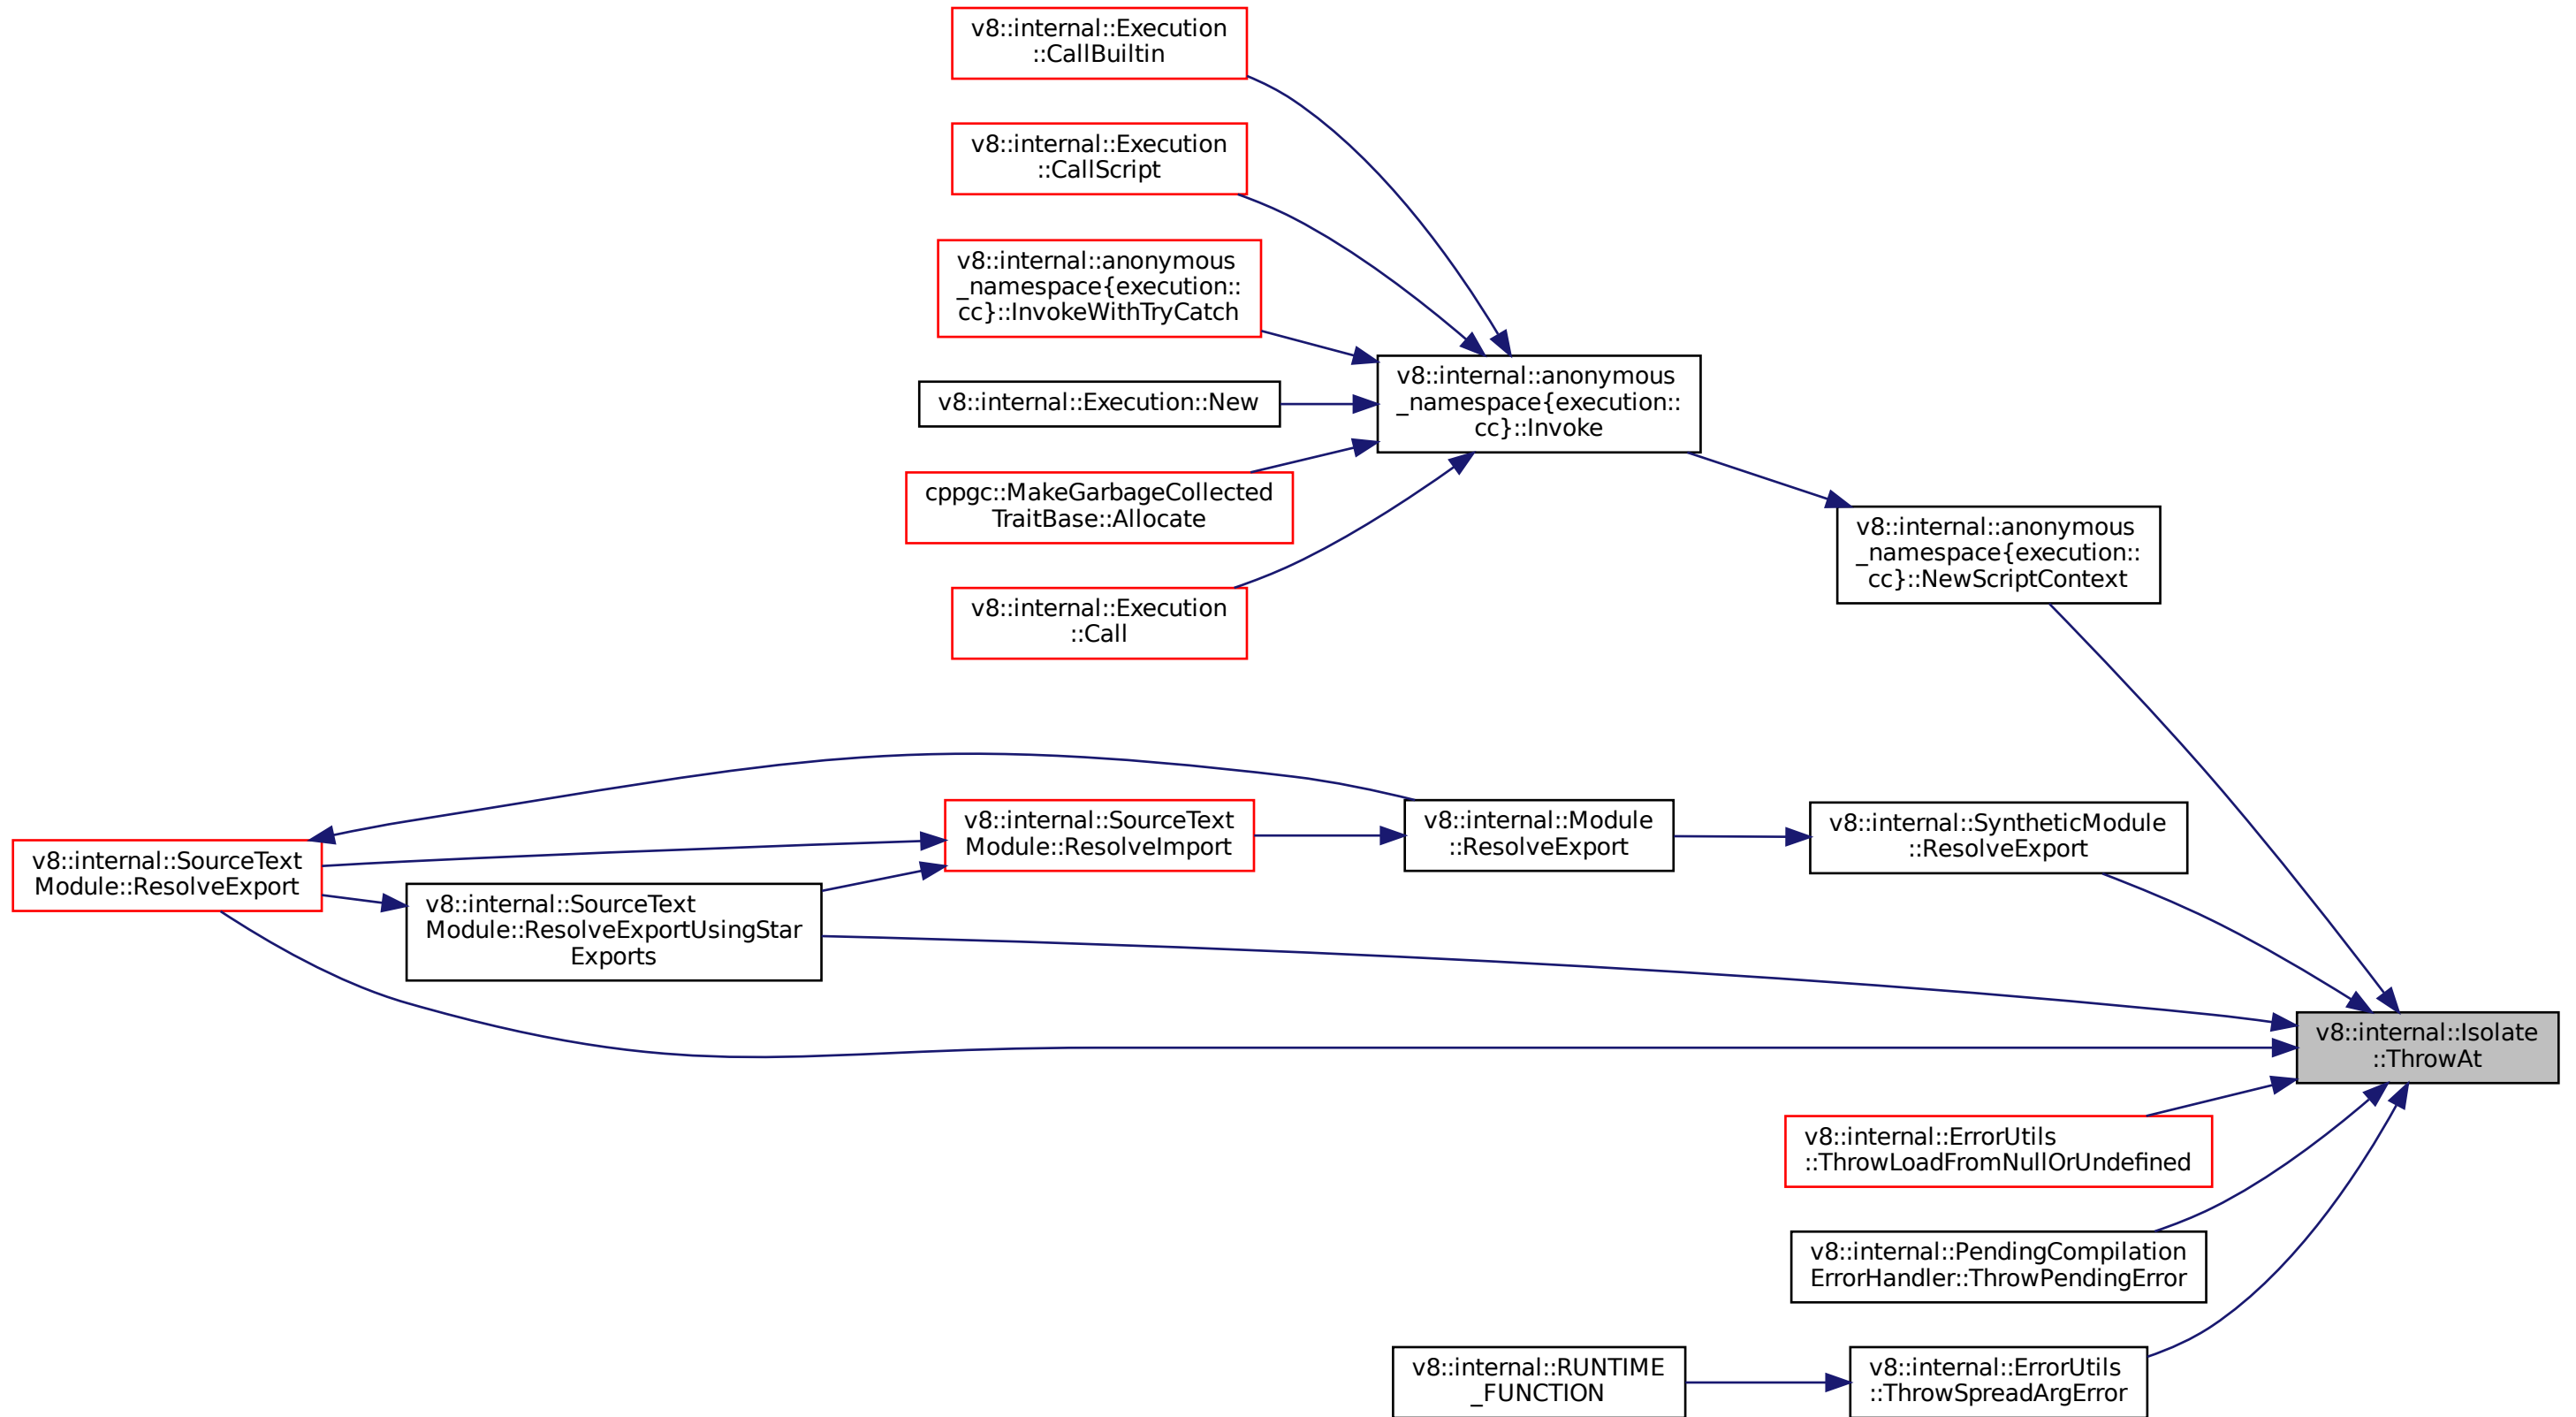 v8::internal::Execution
::CallBuiltin
v8::internal::Execution
::CallScript
v8::internal::anonymous
_namespace{execution::
cc}::InvokeWithTryCatch
v8::internal::Execution::New
cppgc::MakeGarbageCollected
TraitBase::Allocate
v8::internal::Execution
::Call
v8::internal::anonymous
_namespace{execution::
cc}::Invoke
v8::internal::anonymous
_namespace{execution::
cc}::NewScriptContext
v8::internal::SourceText
Module::ResolveExport
v8::internal::SourceText
Module::ResolveExportUsingStar
Exports
v8::internal::SourceText
Module::ResolveImport
v8::internal::Module
::ResolveExport
v8::internal::SyntheticModule
::ResolveExport
v8::internal::Isolate
::ThrowAt
v8::internal::ErrorUtils
::ThrowLoadFromNullOrUndefined
v8::internal::PendingCompilation
ErrorHandler::ThrowPendingError
v8::internal::RUNTIME
_FUNCTION
v8::internal::ErrorUtils
::ThrowSpreadArgError